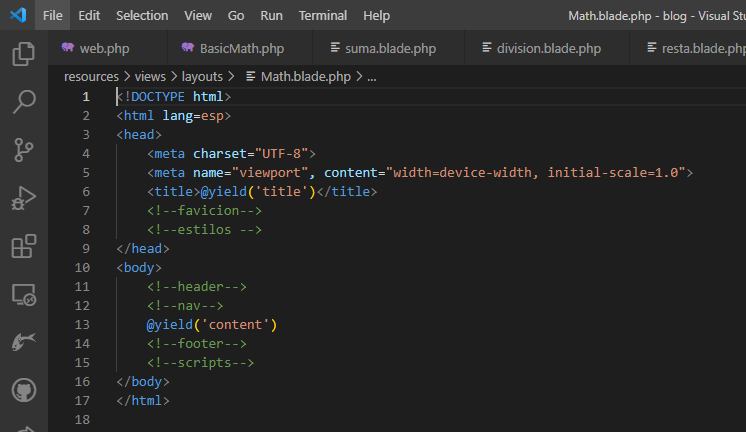 File Edit Selection View Go Run Terminal Help Math.blade.php - blog - Visual Stu
web.php BasicMath.php suma.blade.php division.blade.php resta.blade.php
resources > views > layouts > Math.blade.php > ...
1 <!DOCTYPE html>
2 <html lang=esp>
3 <head>
4 <meta charset="UTF-8">
5 <meta name="viewport", content="width=device-width, initial-scale=1.0">
6 <title>@yield('title')</title>
7 <!--favicion-->
8 <!--estilos -->
9 </head>
10 <body>
11 <!--header-->
12 <!--nav-->
13 @yield('content')
14 <!--footer-->
15 <!--scripts-->
16 </body>
17 </html>
18